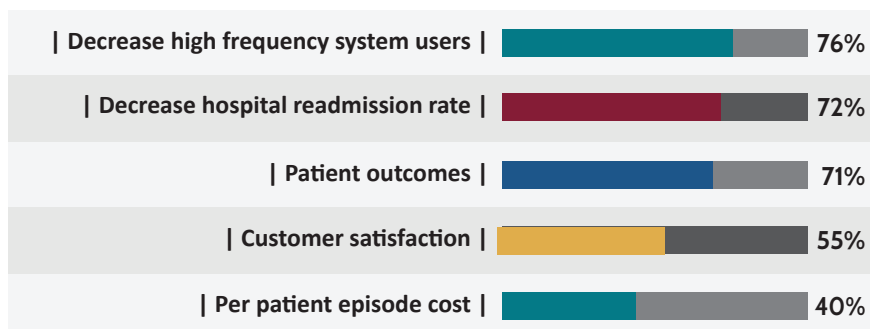 | Decrease high frequency system users | 76%
| Decrease hospital readmission rate | 72%
| Patient outcomes | 71%
| Customer satisfaction | 55%
| Per patient episode cost | 40%